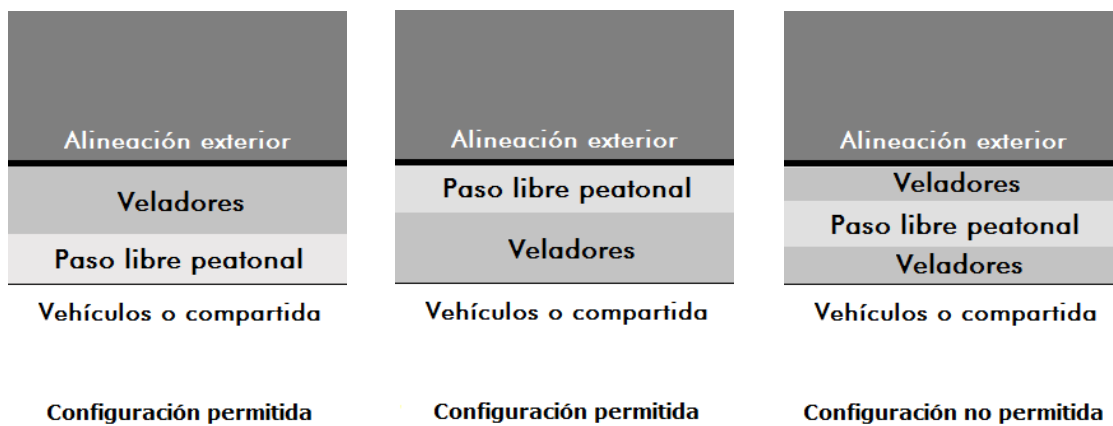 Alineación exterior
Veladores
Paso libre peatonal
Vehículos o compartida
Configuración permitida
Alineación exterior
Paso libre peatonal
Veladores
Vehículos o compartida
Configuración permitida
Alineación exterior
Veladores
Paso libre peatonal
Veladores
Vehículos o compartida
Configuración no permitida